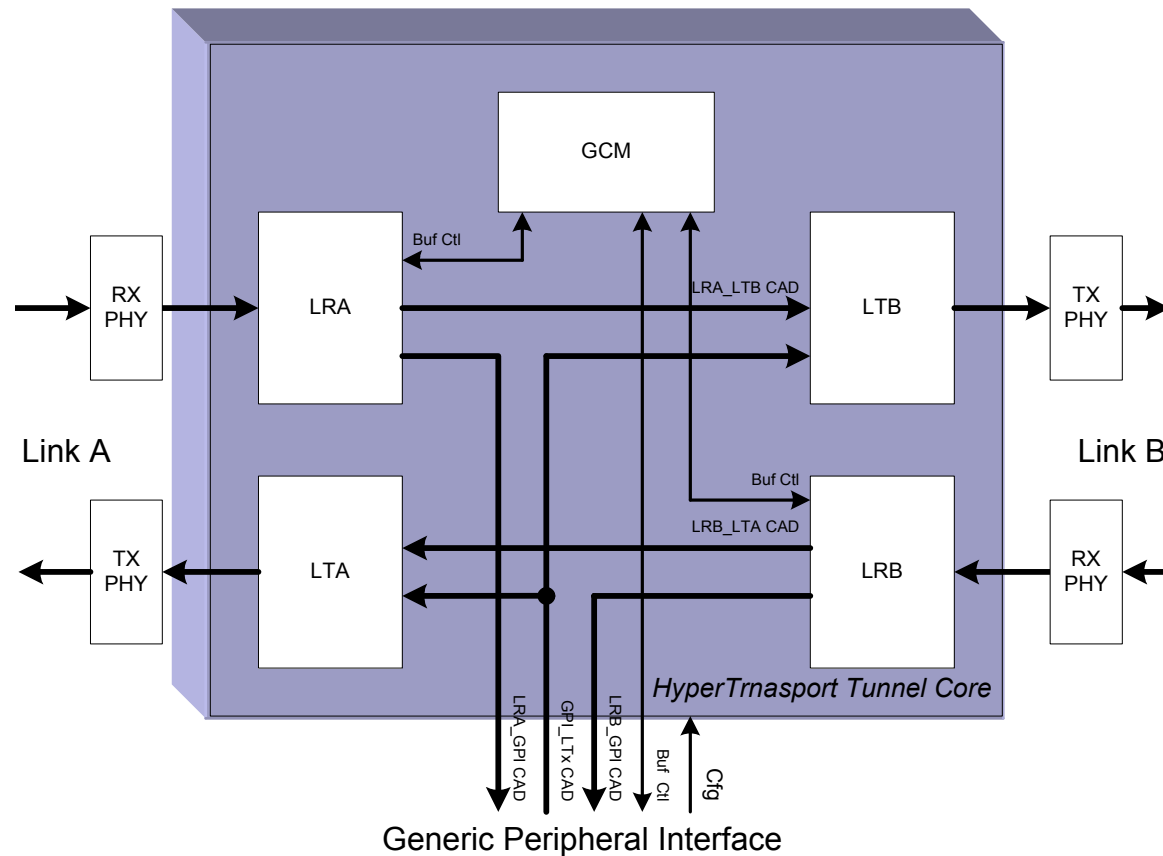 GCM
Buf Ctl
RX
PHY
LRA
LRA_LTB CAD
LTB
TX
PHY
Link A
Link B
Buf Ctl
LRB_LTA CAD
TX
PHY
LTA
LRB
RX
PHY
HyperTrnasport Tunnel Core
LRA_GPI CAD
GPI_LTx CAD
LRB_GPI CAD
Buf Ctl
Cfg
Generic Peripheral Interface